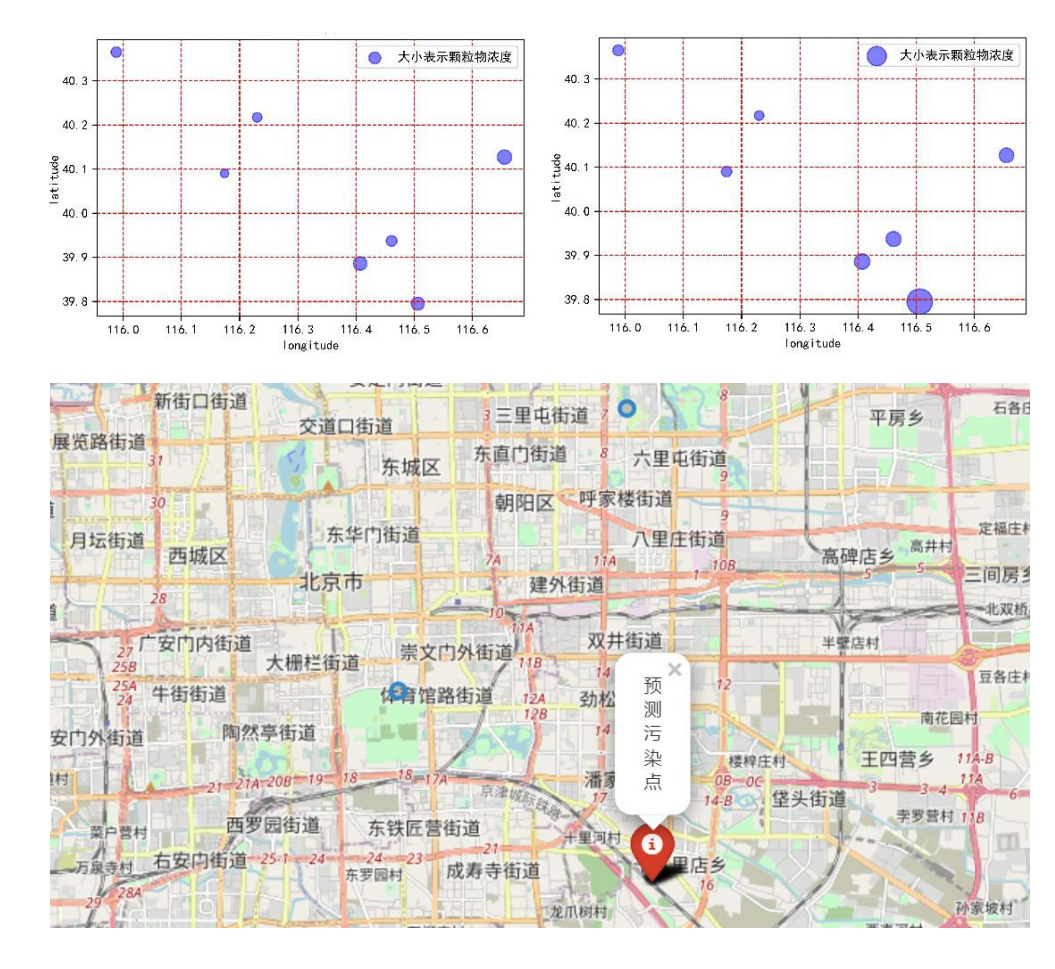 大小表示颗粒物浓度
40.3
40.2
40.1
40.0
39.9
39.8
latitude
116.0 116.1 116.2 116.3 116.4 116.5 116.6
longitude
大小表示颗粒物浓度
40.3
40.2
40.1
40.0
39.9
39.8
latitude
116.0 116.1 116.2 116.3 116.4 116.5 116.6
longitude
新街口街道
交道口街道
3
三里屯街道
7
8
平房乡
展览路街道
31
东城区
东直门街道
8
六里屯街道
9
30
朝阳区
呼家楼街道
9
月坛街道
西城区
东华门街道
八里庄街道
定福庄村
高碑店乡
高井村
7A
11A
10B
1
5
5
三间房乡
北京市
建外街道
28
10
11A
北双桥
广安门内街道
27
25B
25A
24
大栅栏街道
崇文门外街道
11B
双井街道
14
12
半壁店村
豆各庄村
牛街街道
体育馆路街道
12A
12B
劲松
南花园村
陶然亭街道
安门外街道
楼梓庄村
王四营乡
11A-B
11A
21
21A
20B
19
18
18
17A
京津城际铁路
潘家
17
0B
0C
14-B
垡头街道
3
3-4
6
李罗营村
11B
预
测
污
染
点
×
菜户营村
西罗园街道
东铁匠营街道
十里河村
万泉寺村
右安门街道
25-1
24
24
23
21
东罗园村
成寿寺街道
里店乡
16
29
28A
龙爪树村
孙家坡村